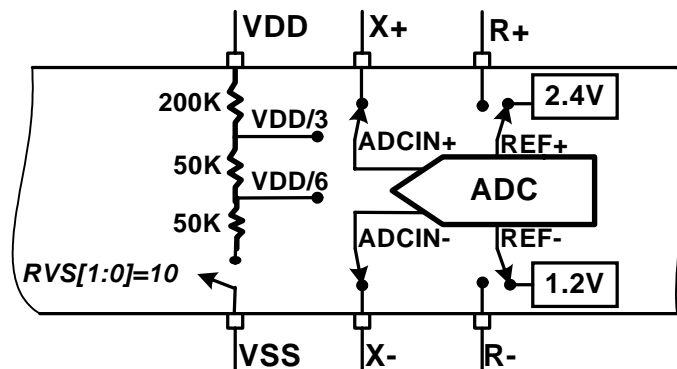 VDD X+ R+
200K
VDD/3
ADCIN+
REF+
2.4V
50K
VDD/6
ADC
50K
ADCIN-
REF-
RVS[1:0]=10
1.2V
VSS X- R-